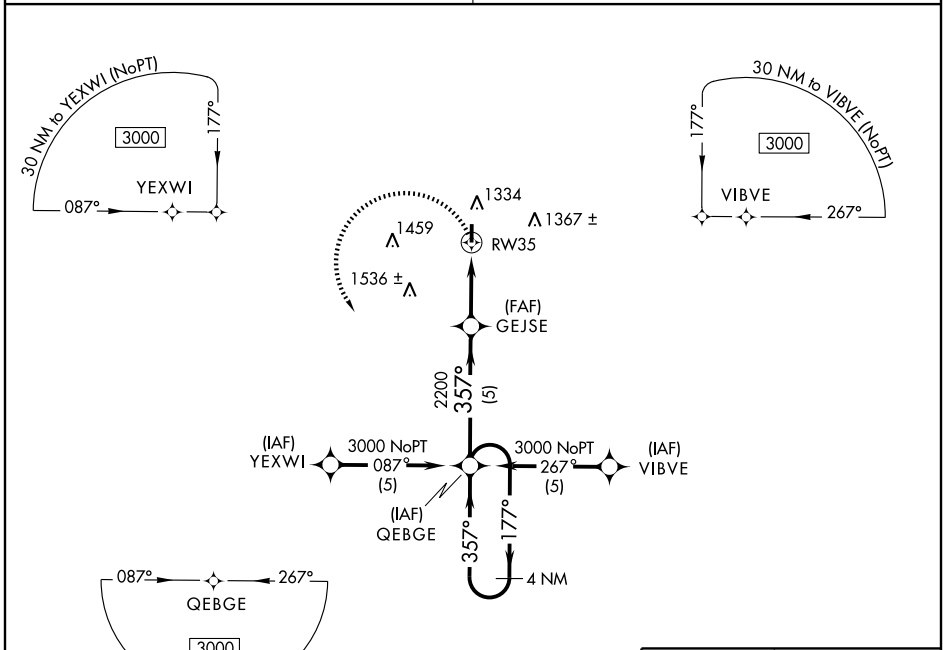 30 NM to YEXWI (NoPT)
3000
177°
YEXWI
087°
30 NM to VIBVE (NoPT)
177°
3000
VIBVE
267°
1334
1459
1367 ±
RW35
1536 ±
(FAF)
GEJSE
2200
357°
(5)
(IAF)
YEXWI
3000 NoPT
087°
(5)
3000 NoPT
267°
(5)
(IAF)
VIBVE
(IAF)
QEBGE
357°
177°
4 NM
087°
267°
QEBGE
3000